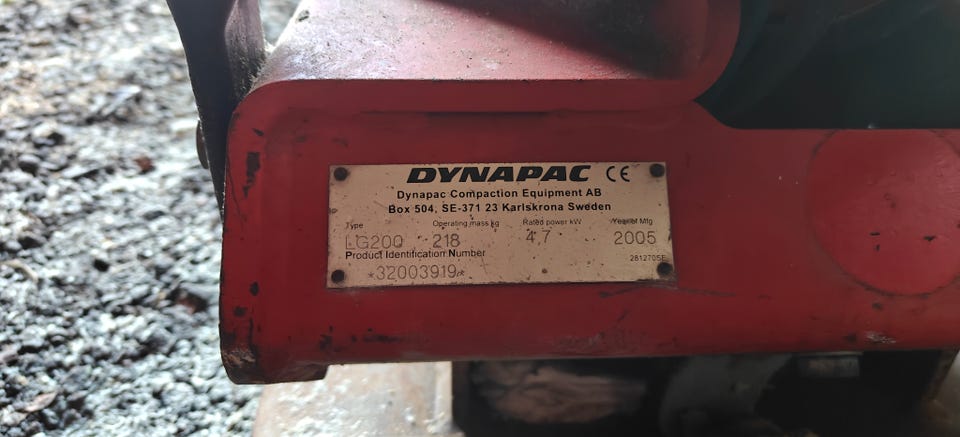 DYNAPAC CE
Dynapac Compaction Equipment AB
Box 504, SE-371 23 Karlskrona Sweden
Type Operating mass kg Rated power kW Year of Mfg
LG200 218 4,7 2005
Product Identification Number 281270SE
*32003919*